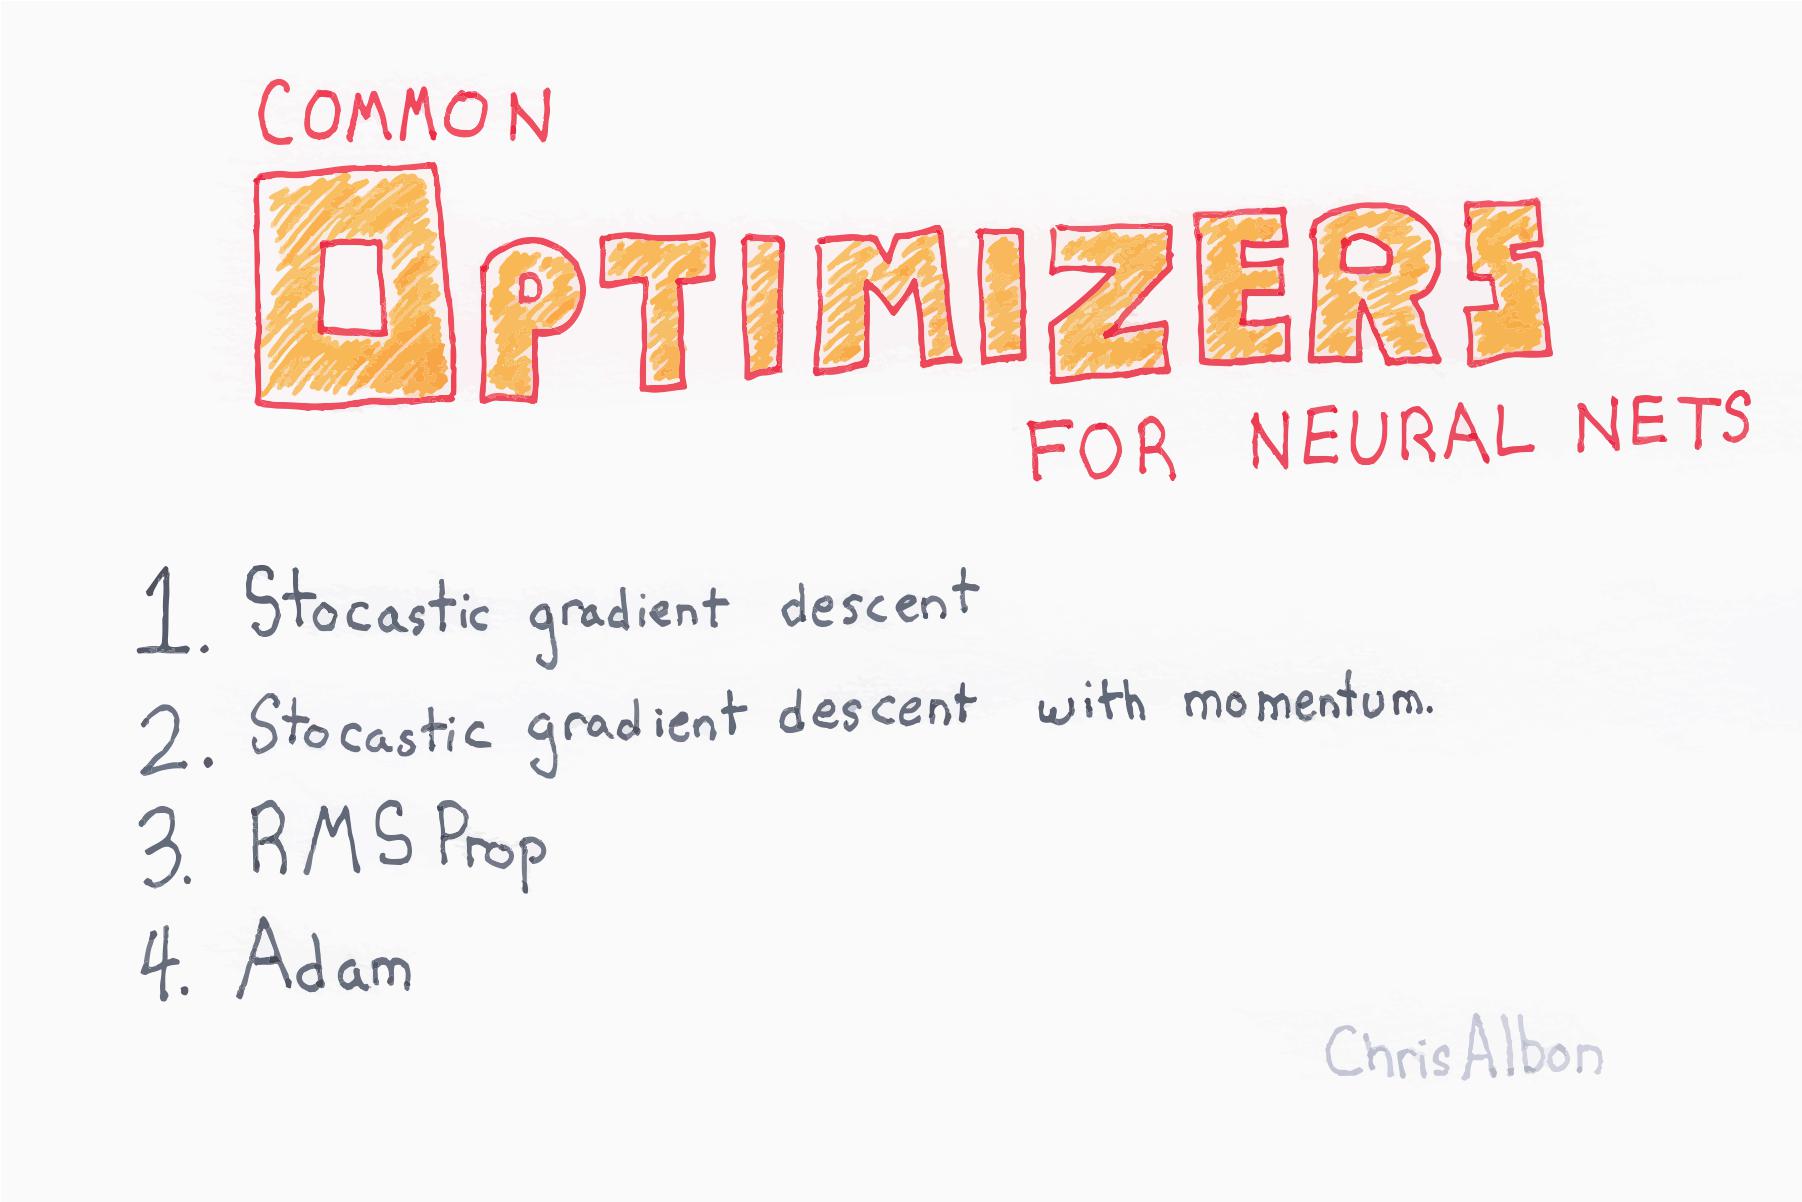 COMMON
OPTIMIZERS
FOR NEURAL NETS
1. Stocastic gradient descent
2. Stocastic gradient descent with momentum.
3. RMS Prop
4. Adam
Chris Albon